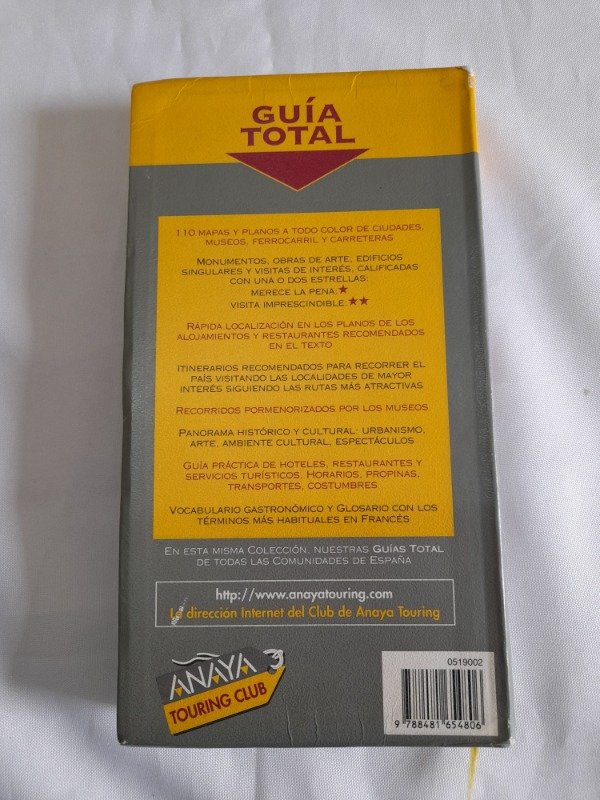 GUÍA
TOTAL
110 MAPAS Y PLANOS A TODO COLOR DE CIUDADES,
MUSEOS, FERROCARRIL Y CARRETERAS
MONUMENTOS, OBRAS DE ARTE, EDIFICIOS
SINGULARES Y VISITAS DE INTERÉS, CALIFICADAS
CON UNA O DOS ESTRELLAS:
MERECE LA PENA:★
VISITA IMPRESCINDIBLE:★★
RÁPIDA LOCALIZACIÓN EN LOS PLANOS DE LOS
ALOJAMIENTOS Y RESTAURANTES RECOMENDADOS
EN EL TEXTO
ITINERARIOS RECOMENDADOS PARA RECORRER EL
PAÍS VISITANDO LAS LOCALIDADES DE MAYOR
INTERÉS SIGUIENDO LAS RUTAS MÁS ATRACTIVAS
RECORRIDOS PORMENORIZADOS POR LOS MUSEOS
PANORAMA HISTÓRICO Y CULTURAL: URBANISMO,
ARTE, AMBIENTE CULTURAL, ESPECTÁCULOS
GUÍA PRÁCTICA DE HOTELES, RESTAURANTES Y
SERVICIOS TURÍSTICOS. HORARIOS, PROPINAS,
TRANSPORTES, COSTUMBRES
VOCABULARIO GASTRONÓMICO Y GLOSARIO CON LOS
TÉRMINOS MÁS HABITUALES EN FRANCÉS
EN ESTA MISMA COLECCIÓN, NUESTRAS GUÍAS TOTAL
DE TODAS LAS COMUNIDADES DE ESPAÑA
http://www.anayatouring.com
La dirección Internet del Club de Anaya Touring
ANAYA
TOURING CLUB
0519002
9 788481 654806